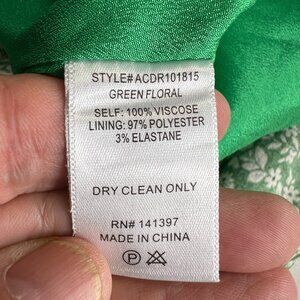 STYLE#ACDR101815
GREEN FLORAL
SELF: 100% VISCOSE
LINING: 97% POLYESTER
3% ELASTANE
DRY CLEAN ONLY
RN# 141397
MADE IN CHINA
P